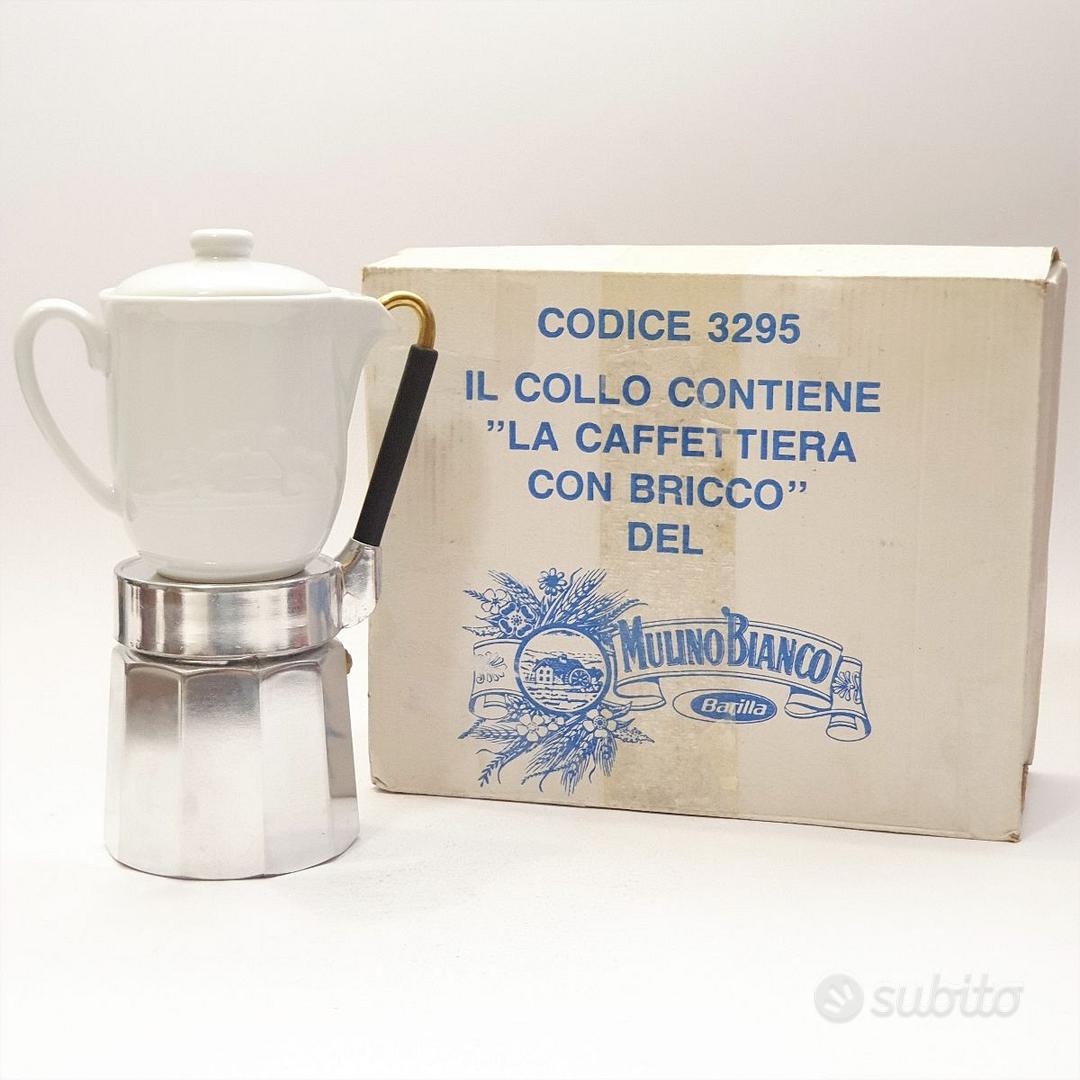 CODICE 3295
IL COLLO CONTIENE
”LA CAFFETTIERA
CON BRICCO”
DEL
MULINO BIANCO
Barilla
subito